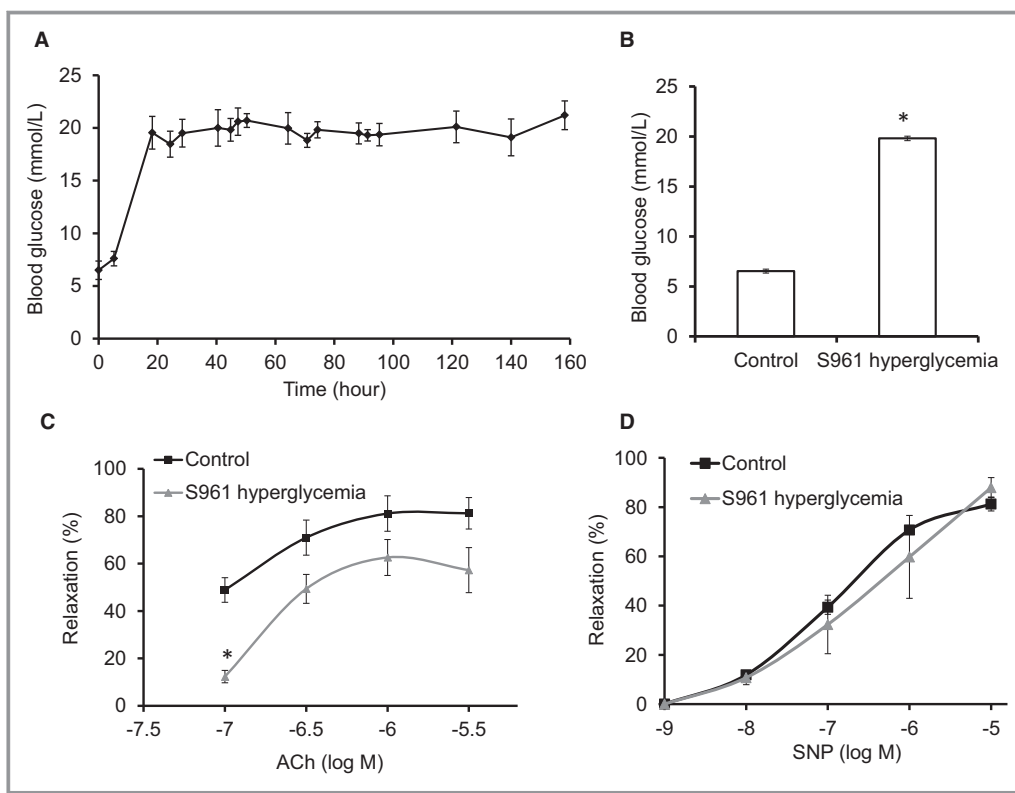 A
Blood glucose (mmol/L)
25
20
15
10
5
0
0 20 40 60 80 100 120 140 160
Time (hour)
B
Blood glucose (mmol/L)
25
20
15
10
5
0
*
Control S961 hyperglycemia
C
Control
S961 hyperglycemia
Relaxation (%)
100
80
60
40
20
0
*
-7.5 -7 -6.5 -6 -5.5
ACh (log M)
D
Control
S961 hyperglycemia
Relaxation (%)
100
80
60
40
20
0
-9 -8 -7 -6 -5
SNP (log M)